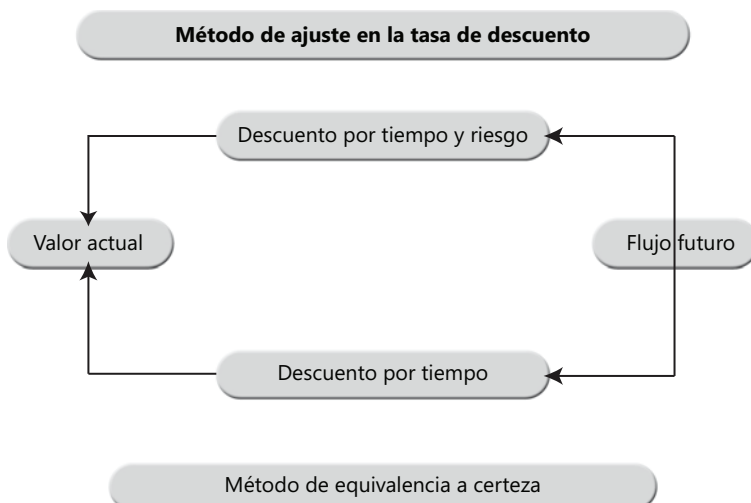 Método de ajuste en la tasa de descuento
Descuento por tiempo y riesgo
Valor actual
Flujo futuro
Descuento por tiempo
Método de equivalencia a certeza